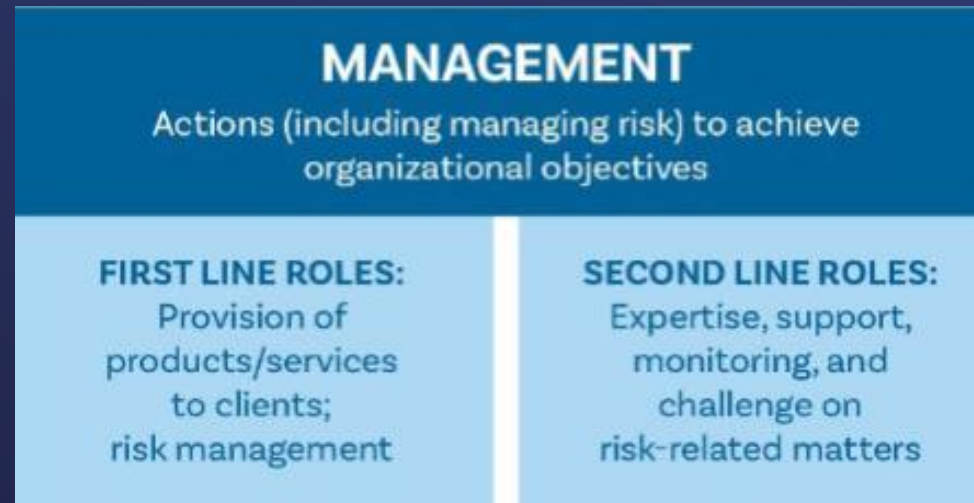 MANAGEMENT
Actions (including managing risk) to achieve
organizational objectives
FIRST LINE ROLES:
Provision of
products/services
to clients;
risk management
SECOND LINE ROLES:
Expertise, support,
monitoring, and
challenge on
risk-related matters